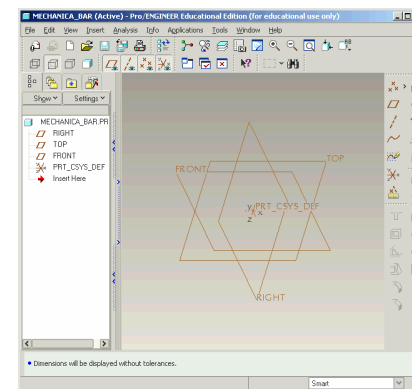 MECHANICA_BAR (Active) - Pro/ENGINEER Educational Edition (for educational use only)
File Edit View Insert Analysis Info Applications Tools Window Help
Show Settings
MECHANICA_BAR.PR
RIGHT
TOP
FRONT
PRT_CSYS_DEF
Insert Here
TOP
FRONT
y PRT_CSYS_DEF
x
z
RIGHT
Dimensions will be displayed without tolerances.
Smart